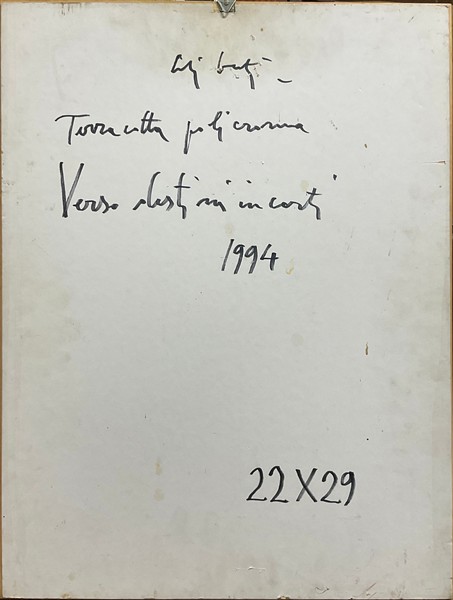 Terracotta policroma
Verso destini incerti
1994
22X29